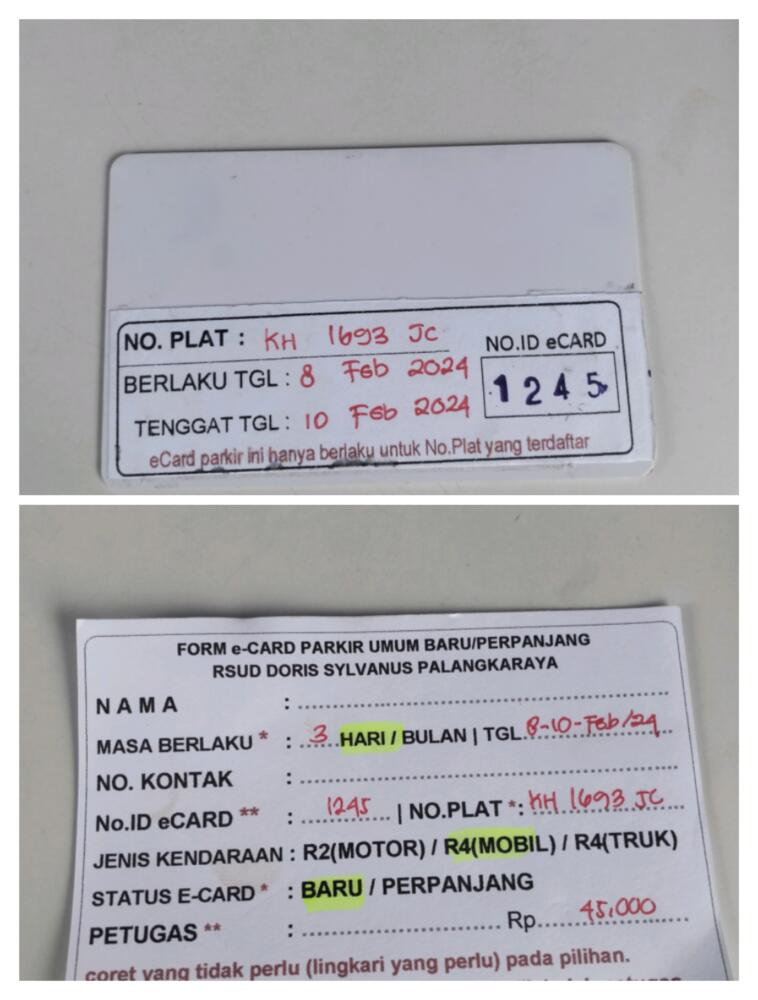 NO. PLAT : KH 1693 JC
BERLAKU TGL : 8 Feb 2024
TENGGAT TGL : 10 Feb 2024
NO.ID eCARD
1245
eCard parkir ini hanya berlaku untuk No.Plat yang terdaftar
FORM e-CARD PARKIR UMUM BARU/PERPANJANG
RSUD DORIS SYLVANUS PALANGKARAYA
NAMA :
MASA BERLAKU * : 3 HARI / BULAN | TGL 8-10-Feb/24
NO. KONTAK :
No.ID eCARD ** : 1245 | NO.PLAT *: KH 1693 JC
JENIS KENDARAAN : R2(MOTOR) / R4(MOBIL) / R4(TRUK)
STATUS E-CARD * : BARU / PERPANJANG
PETUGAS ** : Rp. 45,000
coret yang tidak perlu (lingkari yang perlu) pada pilihan.